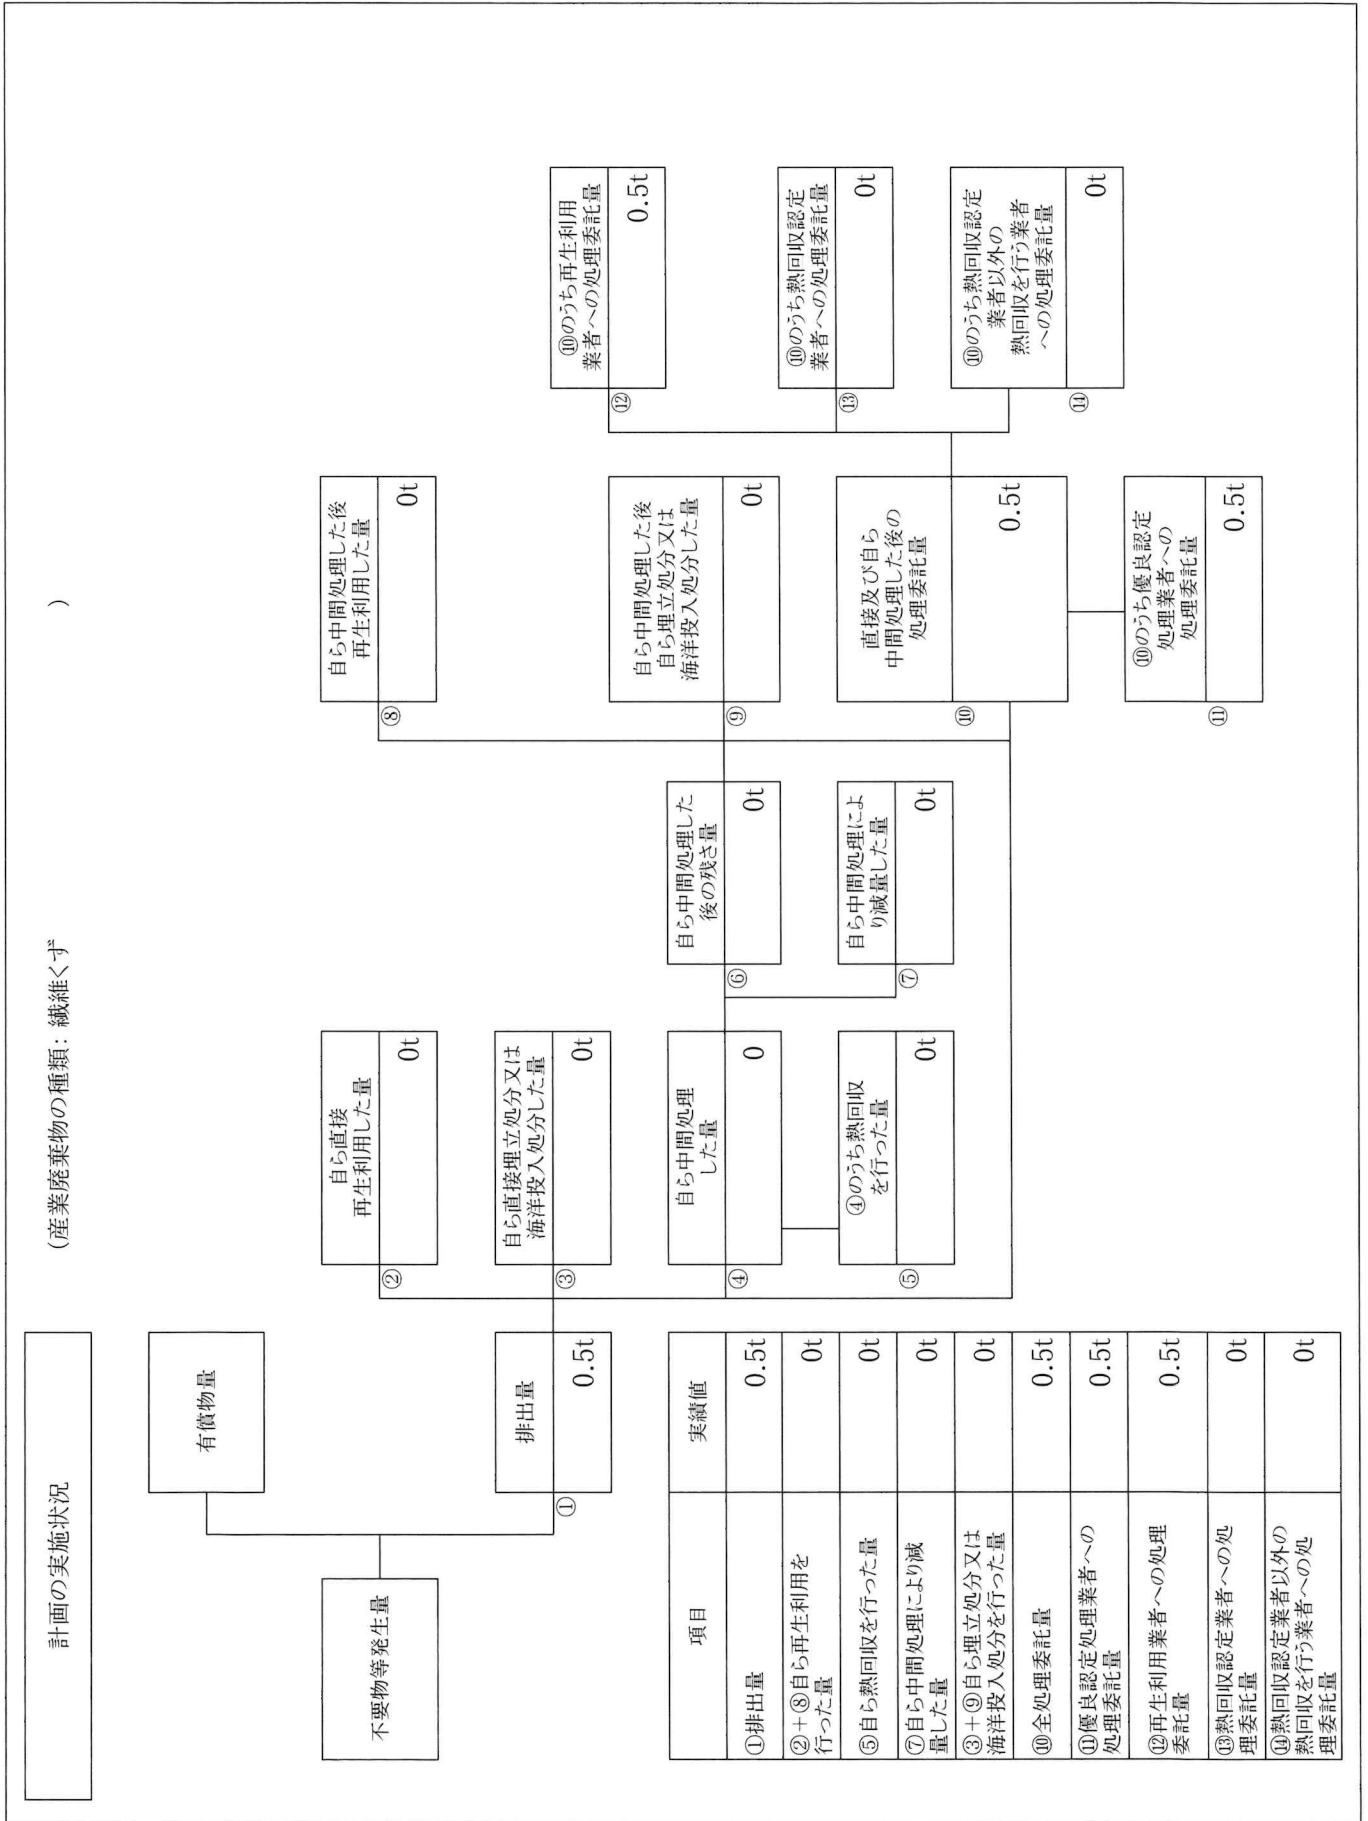 計画の実施状況
(産業廃棄物の種類：繊維くず　　　　)
不要物等発生量
有償物量
①
排出量
0.5t
②
自ら直接
再生利用した量
0t
③
自ら直接埋立処分又は
海洋投入処分した量
0t
④
自ら中間処理
した量
0
⑤
④のうち熱回収
を行った量
0t
⑥
自ら中間処理した
後の残さ量
0t
⑦
自ら中間処理によ
り減量した量
0t
⑧
自ら中間処理した後
再生利用した量
0t
⑨
自ら中間処理した後
自ら埋立処分又は
海洋投入処分した量
0t
⑩
直接及び自ら
中間処理した後の
処理委託量
0.5t
⑪
⑩のうち優良認定
処理業者への
処理委託量
0.5t
⑫
⑩のうち再生利用
業者への処理委託量
0.5t
⑬
⑩のうち熱回収認定
業者への処理委託量
0t
⑭
⑩のうち熱回収認定
業者以外の
熱回収を行う業者
への処理委託量
0t
項目 実績値
①排出量 0.5t
②+⑧自ら再生利用を
行った量 0t
⑤自ら熱回収を行った量 0t
⑦自ら中間処理により減
量した量 0t
③+⑨自ら埋立処分又は
海洋投入処分を行った量 0t
⑩全処理委託量 0.5t
⑪優良認定処理業者への
処理委託量 0.5t
⑫再生利用業者への処理
委託量 0.5t
⑬熱回収認定業者への処
理委託量 0t
⑭熱回収認定業者以外の
熱回収を行う業者への処
理委託量 0t